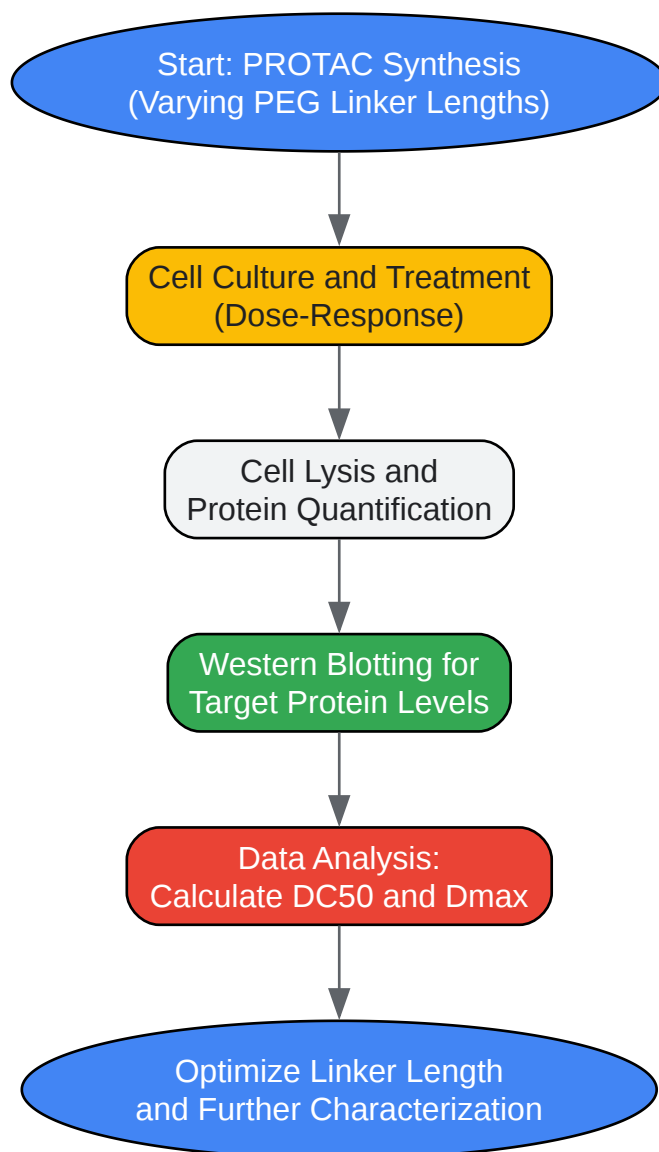 Start: PROTAC Synthesis
(Varying PEG Linker Lengths)
Cell Culture and Treatment
(Dose-Response)
Cell Lysis and
Protein Quantification
Western Blotting for
Target Protein Levels
Data Analysis:
Calculate DC50 and Dmax
Optimize Linker Length
and Further Characterization